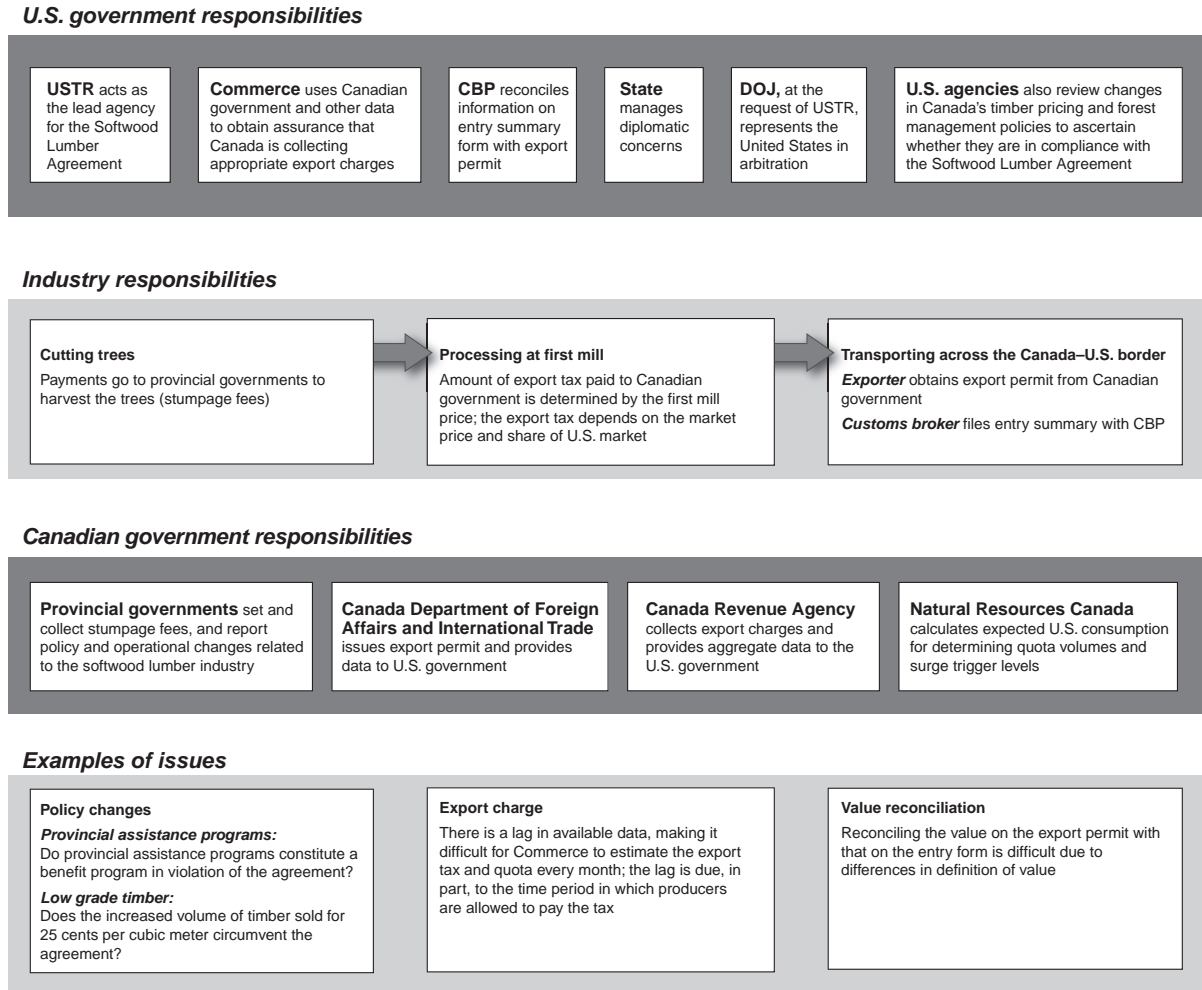 U.S. government responsibilities
USTR acts as
the lead agency
for the Softwood
Lumber
Agreement
Commerce uses Canadian
government and other data
to obtain assurance that
Canada is collecting
appropriate export charges
CBP reconciles
information on
entry summary
form with export
permit
State
manages
diplomatic
concerns
DOJ, at the
request of USTR,
represents the
United States in
arbitration
U.S. agencies also review changes
in Canada's timber pricing and forest
management policies to ascertain
whether they are in compliance with
the Softwood Lumber Agreement
Industry responsibilities
Cutting trees
Payments go to provincial governments to
harvest the trees (stumpage fees)
Processing at first mill
Amount of export tax paid to Canadian
government is determined by the first mill
price; the export tax depends on the market
price and share of U.S. market
Transporting across the Canada–U.S. border
Exporter obtains export permit from Canadian
government
Customs broker files entry summary with CBP
Canadian government responsibilities
Provincial governments set and
collect stumpage fees, and report
policy and operational changes related
to the softwood lumber industry
Canada Department of Foreign
Affairs and International Trade
issues export permit and provides
data to U.S. government
Canada Revenue Agency
collects export charges and
provides aggregate data to the
U.S. government
Natural Resources Canada
calculates expected U.S. consumption
for determining quota volumes and
surge trigger levels
Examples of issues
Policy changes
Provincial assistance programs:
Do provincial assistance programs constitute a
benefit program in violation of the agreement?
Low grade timber:
Does the increased volume of timber sold for
25 cents per cubic meter circumvent the
agreement?
Export charge
There is a lag in available data, making it
difficult for Commerce to estimate the export
tax and quota every month; the lag is due, in
part, to the time period in which producers
are allowed to pay the tax
Value reconciliation
Reconciling the value on the export permit with
that on the entry form is difficult due to
differences in definition of value